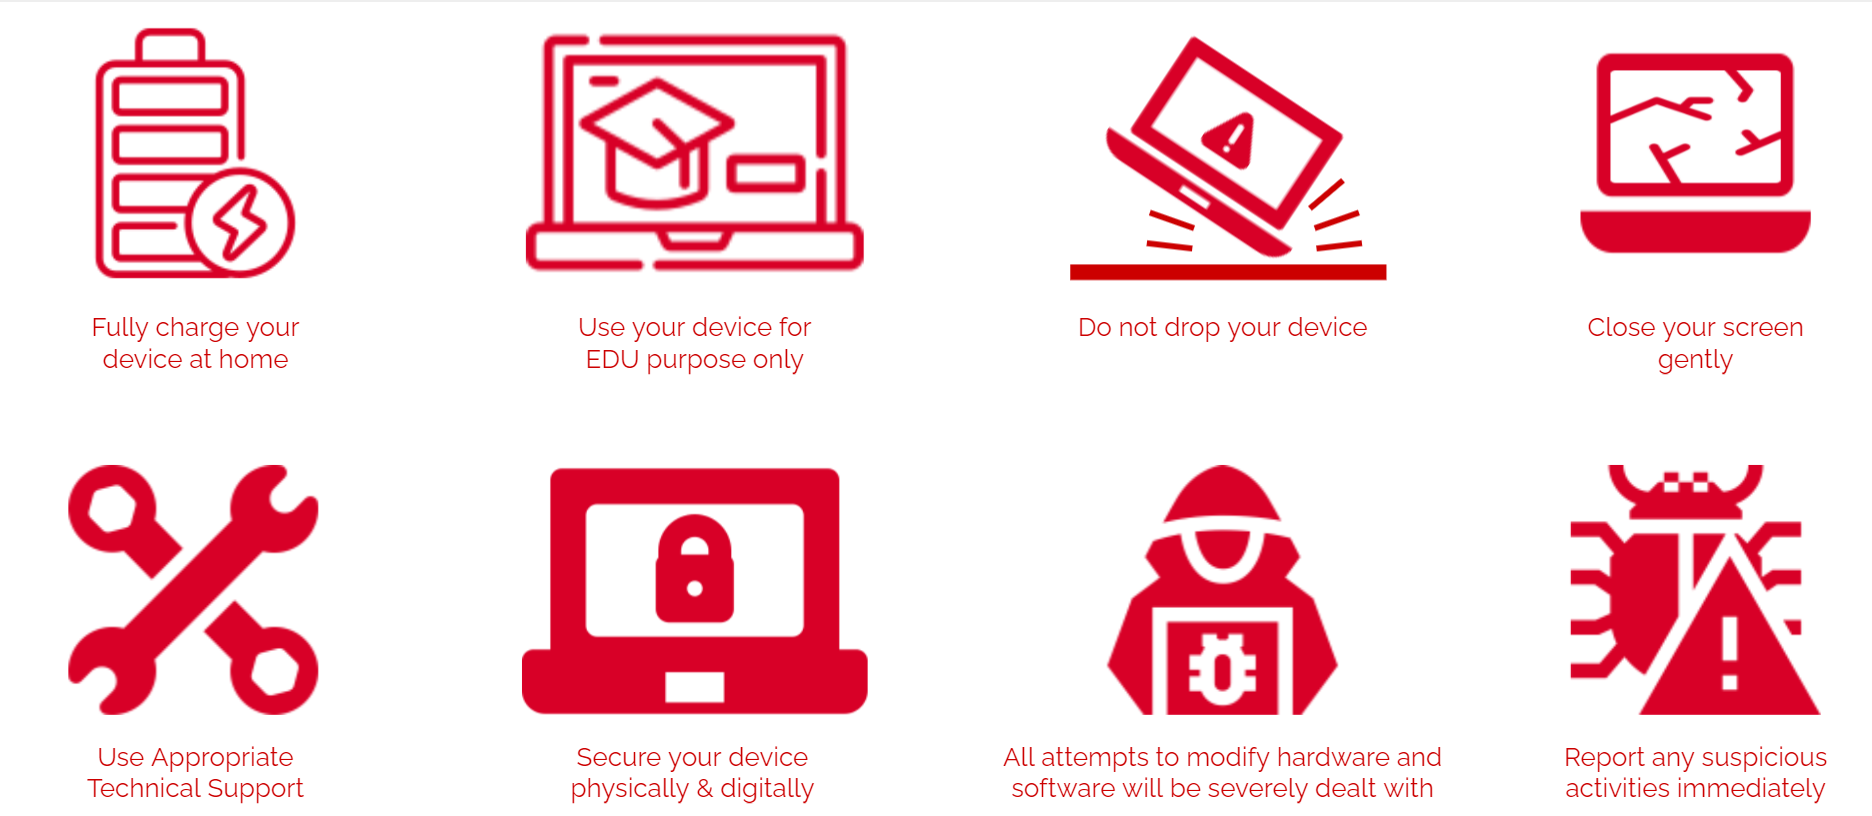 Fully charge your
device at home
Use your device for
EDU purpose only
Do not drop your device
Close your screen
gently
Use Appropriate
Technical Support
Secure your device
physically & digitally
All attempts to modify hardware and
software will be severely dealt with
Report any suspicious
activities immediately